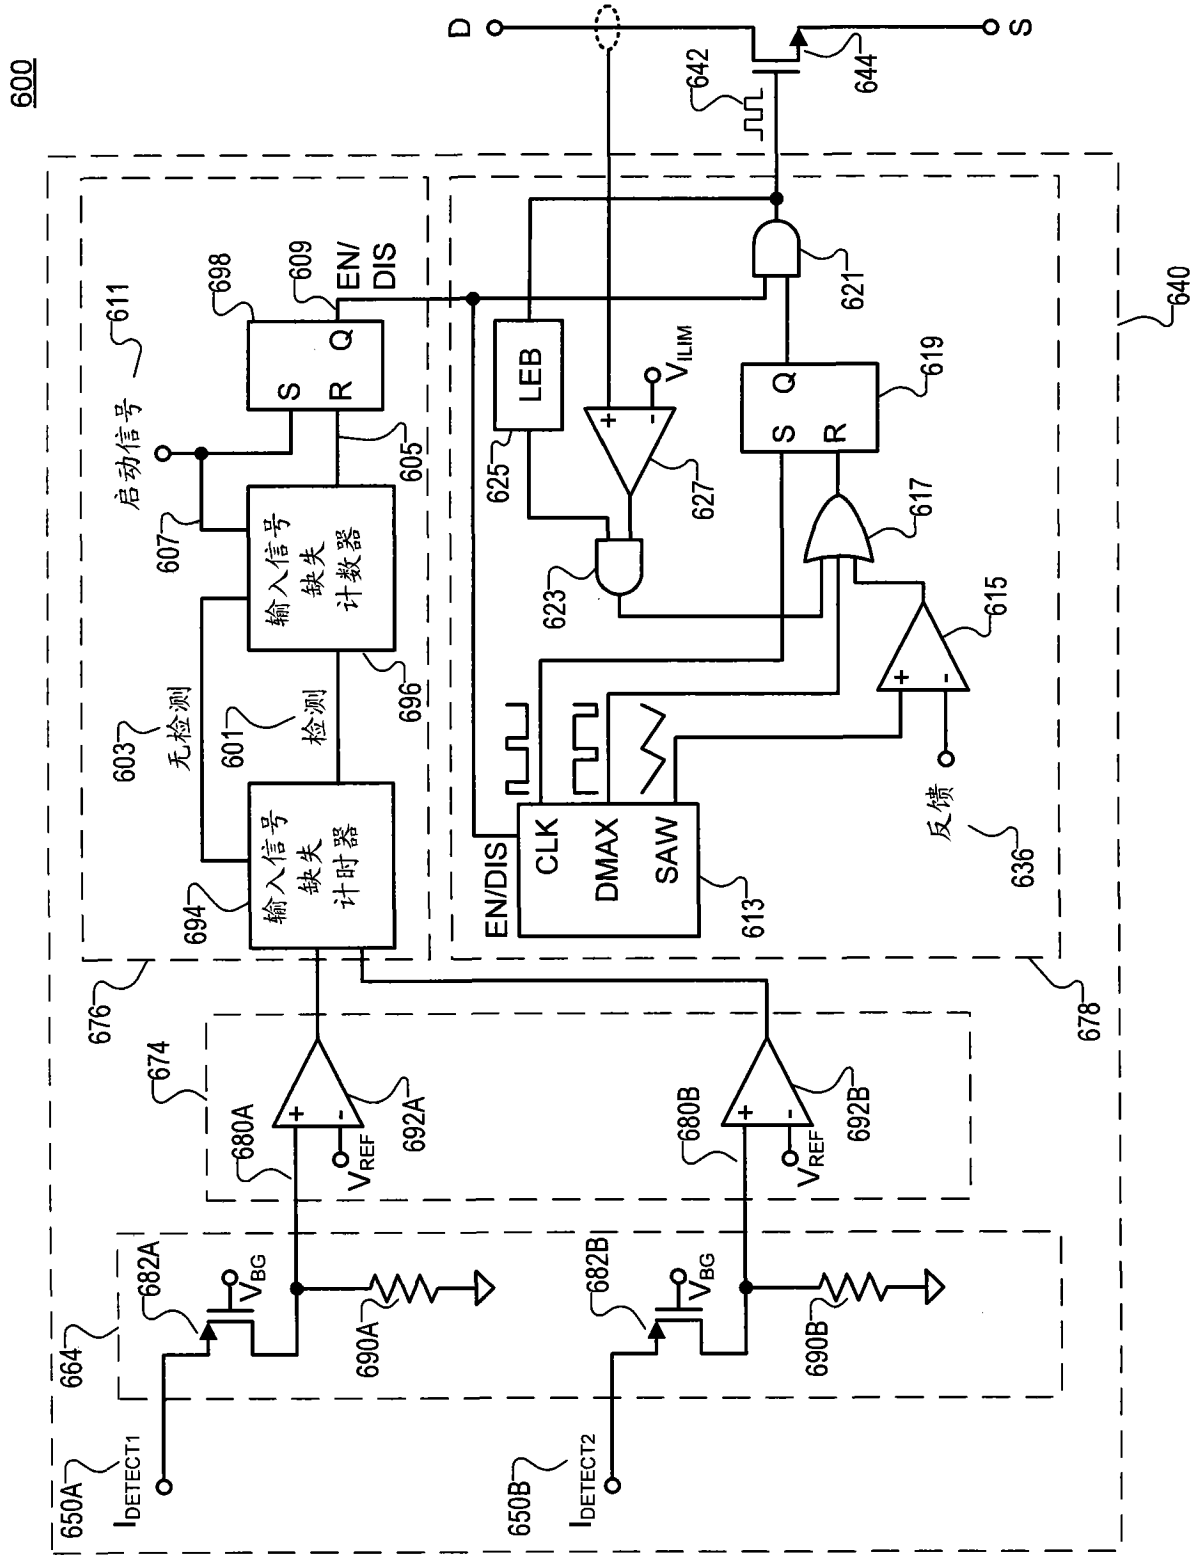 600
650A
I_DETECT1
664
682A
V_BG
690A
650B
I_DETECT2
682B
V_BG
690B
674
680A
+
-
V_REF
692A
680B
+
-
V_REF
692B
676
694
输入信号
缺失
计时器
603
无检测
601
检测
输入信号
缺失
计数器
696
607
启动信号
611
605
S
R
Q
698
609
EN/
DIS
EN/DIS
CLK
DMAX
SAW
613
反馈
636
+
-
615
617
623
625
LEB
+
-
V_ILIM
627
S
R
Q
619
621
678
640
642
644
D
S